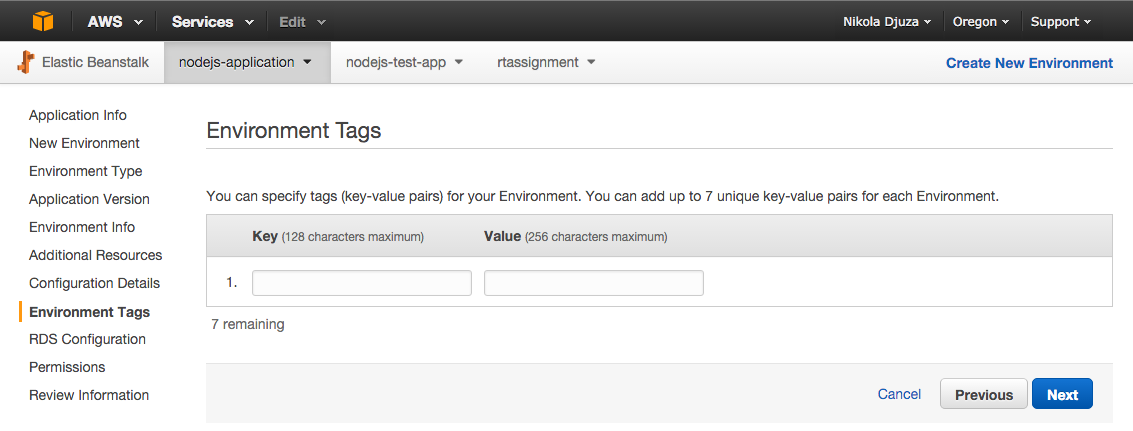 AWS Services Edit Nikola Djuza Oregon Support
Elastic Beanstalk nodejs-application nodejs-test-app rtassignment Create New Environment
Application Info
New Environment
Environment Type
Application Version
Environment Info
Additional Resources
Configuration Details
Environment Tags
RDS Configuration
Permissions
Review Information
Environment Tags
You can specify tags (key-value pairs) for your Environment. You can add up to 7 unique key-value pairs for each Environment.
Key (128 characters maximum) Value (256 characters maximum)
1.
7 remaining
Cancel Previous Next